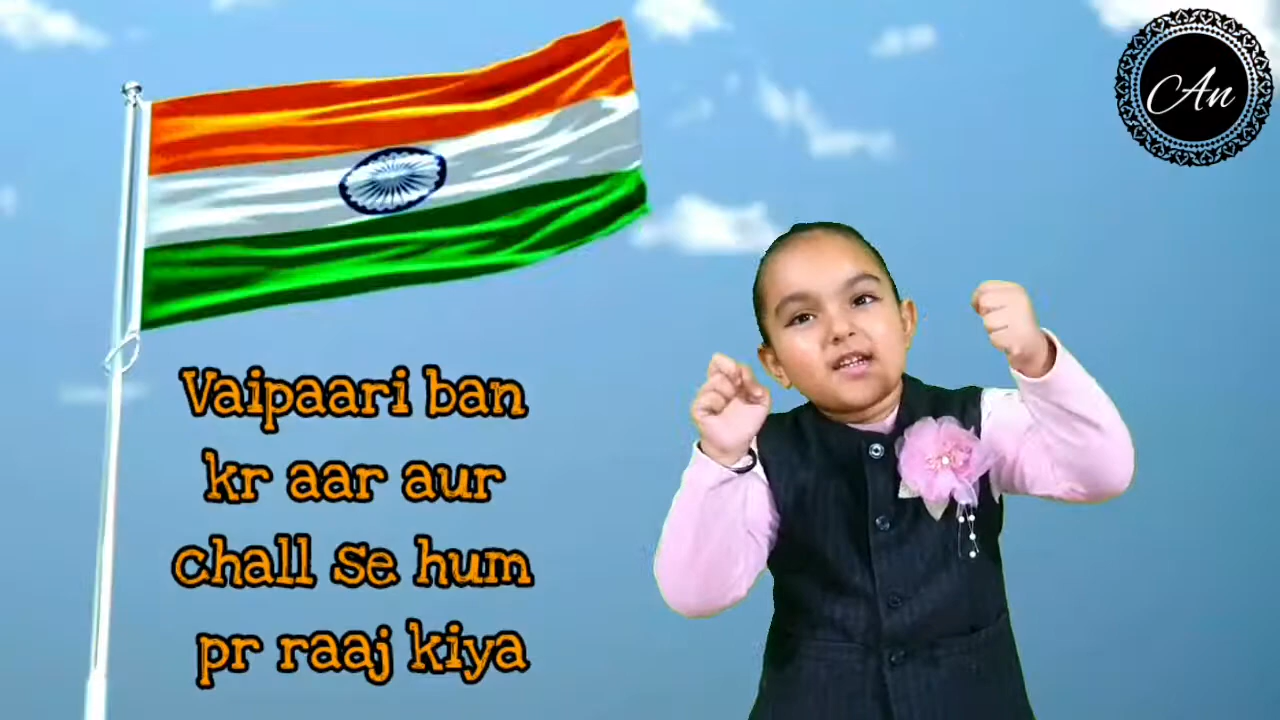 An
Vaipaari ban
kr aar aur
chall se hum
pr raaj kiya